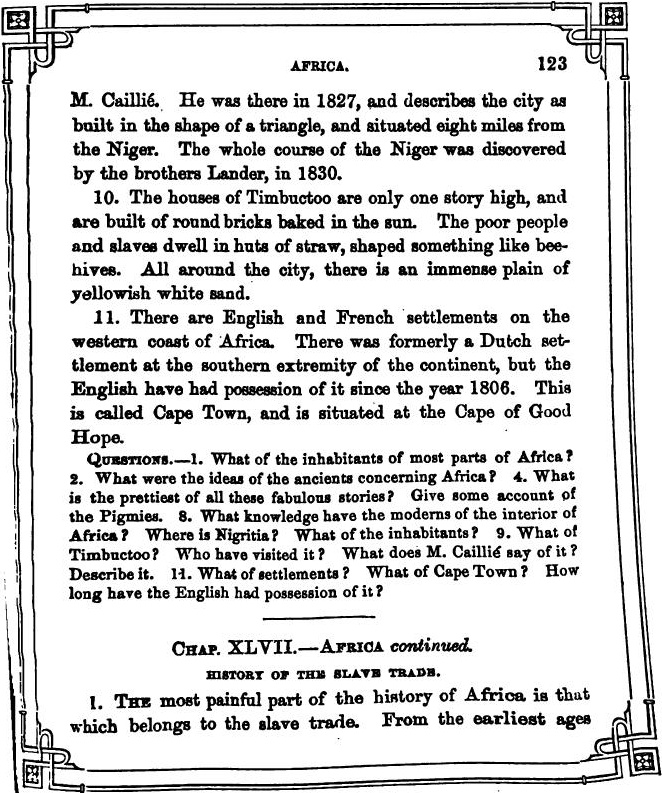 AFRICA. 123
M. Caillié. He was there in 1827, and describes the city as
built in the shape of a triangle, and situated eight miles from
the Niger. The whole course of the Niger was discovered
by the brothers Lander, in 1830.
10. The houses of Timbuctoo are only one story high, and
are built of round bricks baked in the sun. The poor people
and slaves dwell in huts of straw, shaped something like bee-
hives. All around the city, there is an immense plain of
yellowish white sand.
11. There are English and French settlements on the
western coast of Africa. There was formerly a Dutch set-
tlement at the southern extremity of the continent, but the
English have had possession of it since the year 1806. This
is called Cape Town, and is situated at the Cape of Good
Hope.
QUESTIONS.—1. What of the inhabitants of most parts of Africa?
2. What were the ideas of the ancients concerning Africa? 4. What
is the prettiest of all these fabulous stories? Give some account of
the Pigmies. 8. What knowledge have the moderns of the interior of
Africa? Where is Nigritia? What of the inhabitants? 9. What of
Timbuctoo? Who have visited it? What does M. Caillié say of it?
Describe it. 11. What of settlements? What of Cape Town? How
long have the English had possession of it?
CHAP. XLVII.—AFRICA continued.
HISTORY OF THE SLAVE TRADE.
1. THE most painful part of the history of Africa is that
which belongs to the slave trade. From the earliest ages